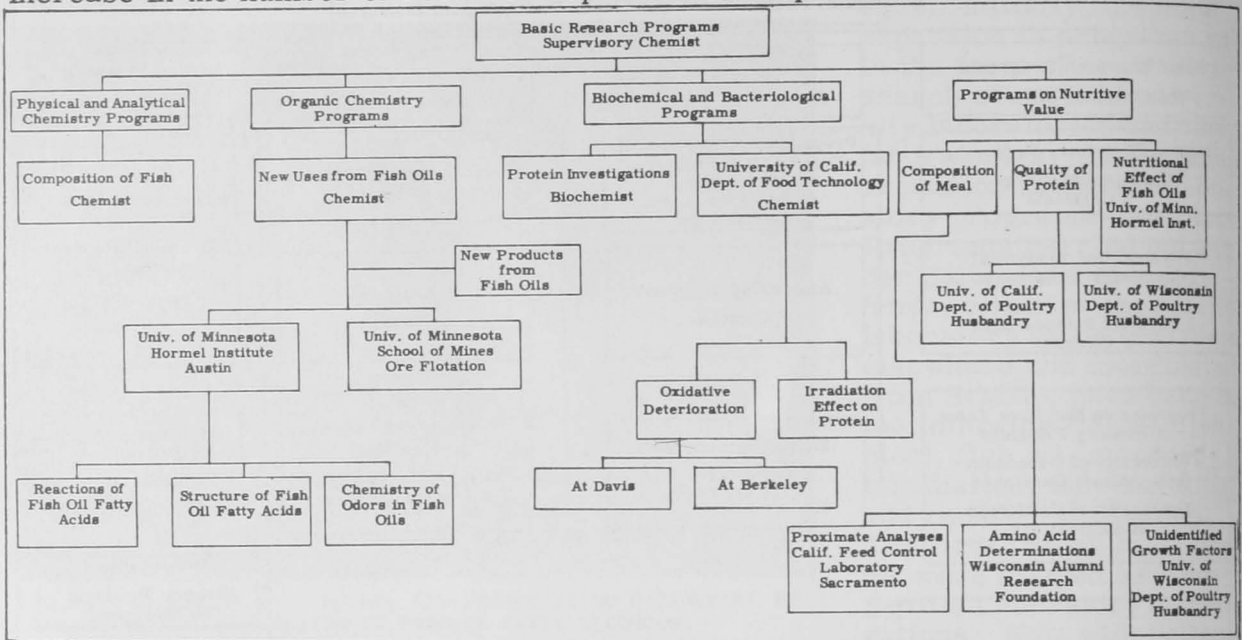 Basic Research Programs
Supervisory Chemist
Physical and Analytical
Chemistry Programs
Organic Chemistry
Programs
Biochemical and Bacteriological
Programs
Programs on Nutritive
Value
Composition of Fish
Chemist
New Uses from Fish Oils
Chemist
Protein Investigations
Biochemist
University of Calif.
Dept. of Food Technology
Chemist
Composition
of Meal
Quality of
Protein
Nutritional
Effect of
Fish Oils
Univ. of Minn.
Hormel Inst.
New Products
from
Fish Oils
Univ. of Calif.
Dept. of Poultry
Husbandry
Univ. of Wisconsin
Dept. of Poultry
Husbandry
Univ. of Minnesota
Hormel Institute
Austin
Univ. of Minnesota
School of Mines
Ore Flotation
Oxidative
Deterioration
Irradiation
Effect on
Protein
Reactions of
Fish Oil Fatty
Acids
Structure of Fish
Oil Fatty Acids
Chemistry of
Odors in Fish
Oils
At Davis
At Berkeley
Proximate Analyses
Calif. Feed Control
Laboratory
Sacramento
Amino Acid
Determinations
Wisconsin Alumni
Research
Foundation
Unidentified
Growth Factors
Univ. of
Wisconsin
Dept. of Poultry
Husbandry